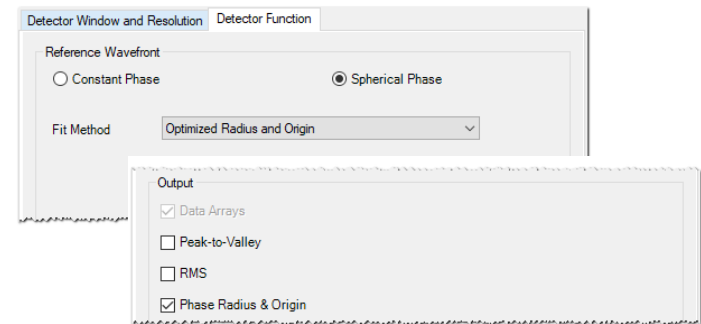 Detector Window and Resolution Detector Function
Reference Wavefront
Constant Phase Spherical Phase
Fit Method Optimized Radius and Origin
Output
Data Arrays
Peak-to-Valley
RMS
Phase Radius & Origin